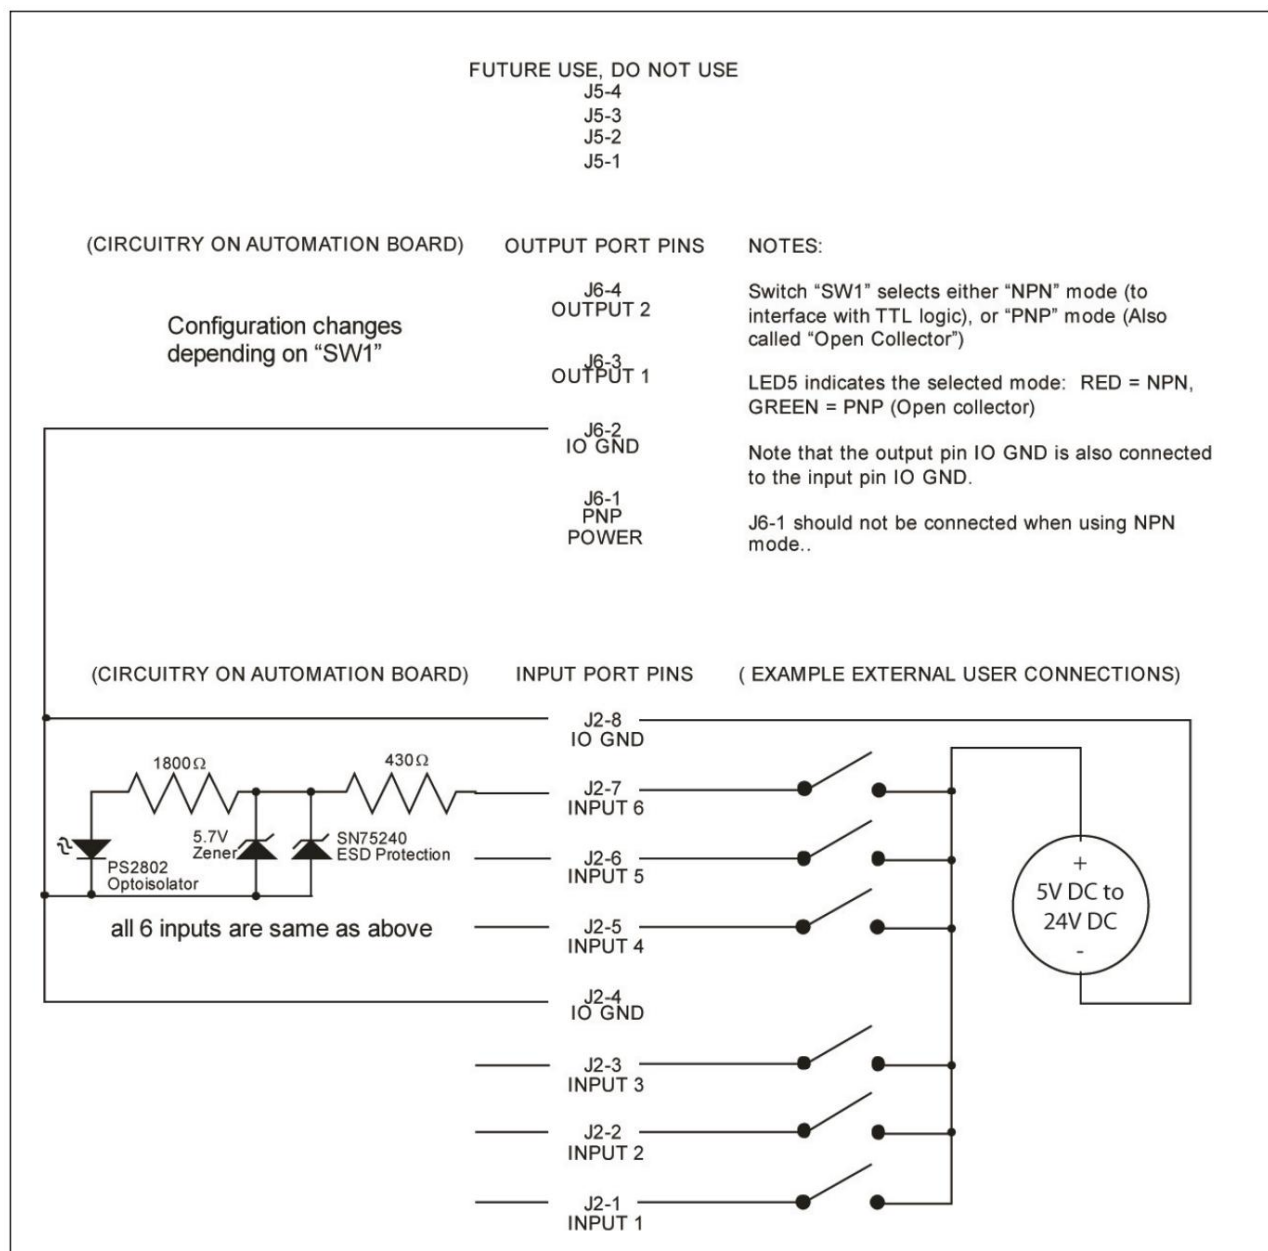 FUTURE USE, DO NOT USE
J5-4
J5-3
J5-2
J5-1
(CIRCUITRY ON AUTOMATION BOARD)
OUTPUT PORT PINS
NOTES:
J6-4
OUTPUT 2
Configuration changes
depending on “SW1”
J6-3
OUTPUT 1
J6-2
IO GND
J6-1
PNP
POWER
Switch “SW1” selects either “NPN” mode (to
interface with TTL logic), or “PNP” mode (Also
called “Open Collector”)
LED5 indicates the selected mode:  RED = NPN,
GREEN = PNP (Open collector)
Note that the output pin IO GND is also connected
to the input pin IO GND.
J6-1 should not be connected when using NPN
mode..
(CIRCUITRY ON AUTOMATION BOARD)
INPUT PORT PINS
( EXAMPLE EXTERNAL USER CONNECTIONS)
J2-8
IO GND
1800Ω
430Ω
J2-7
INPUT 6
5.7V
Zener
SN75240
ESD Protection
PS2802
Optoisolator
J2-6
INPUT 5
+
5V DC to
24V DC
-
all 6 inputs are same as above
J2-5
INPUT 4
J2-4
IO GND
J2-3
INPUT 3
J2-2
INPUT 2
J2-1
INPUT 1